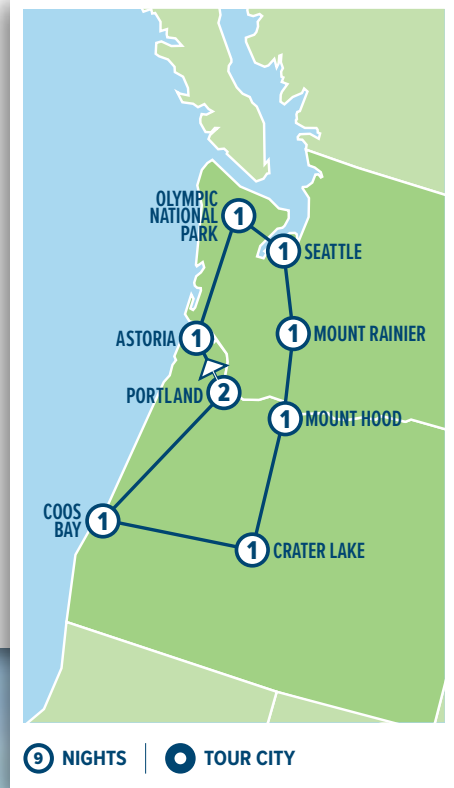 OLYMPIC
NATIONAL
PARK
1
1 SEATTLE
ASTORIA 1
1 MOUNT RAINIER
PORTLAND 2
1 MOUNT HOOD
COOS
BAY
1
1 CRATER LAKE
9 NIGHTS
TOUR CITY